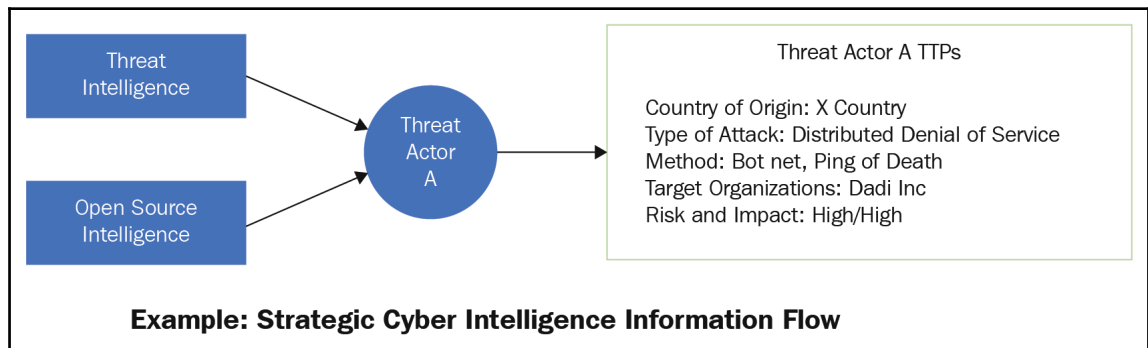 Threat
Intelligence
Open Source
Intelligence
Threat
Actor
A
Threat Actor A TTPs
Country of Origin: X Country
Type of Attack: Distributed Denial of Service
Method: Bot net, Ping of Death
Target Organizations: Dadi Inc
Risk and Impact: High/High
Example: Strategic Cyber Intelligence Information Flow